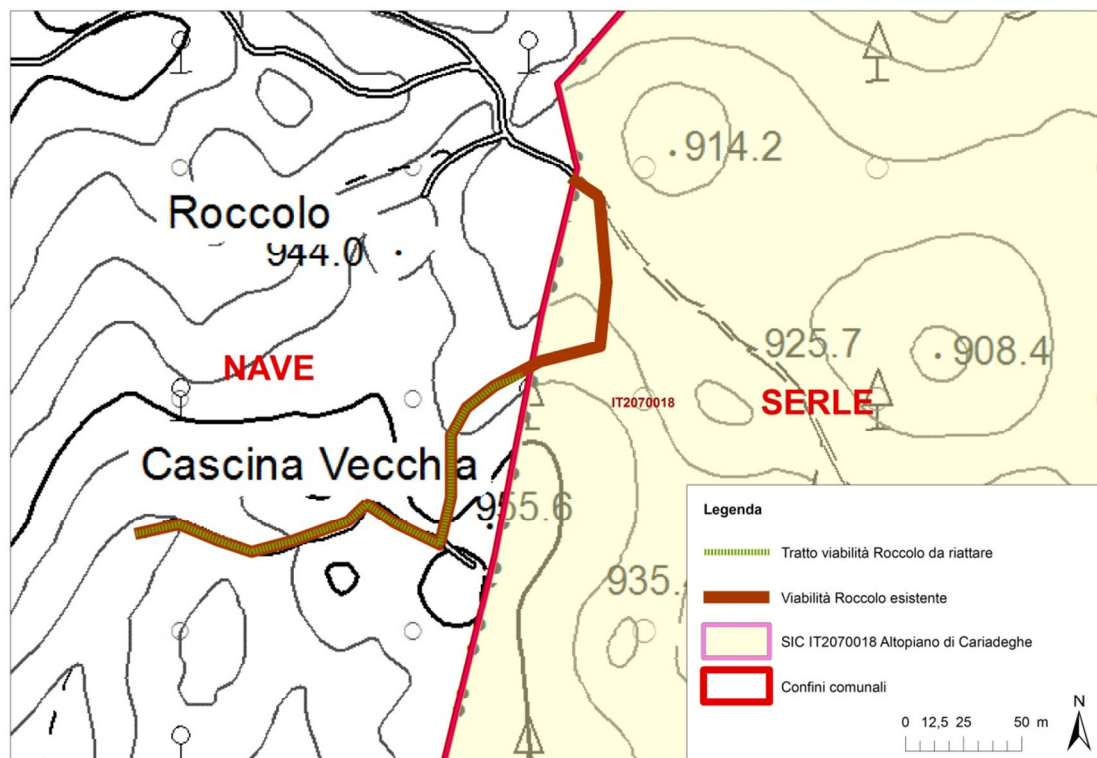 914.2
Roccolo
944.0
925.7
908.4
NAVE
IT2070018
SERLE
Cascina Vecchia
955.6
935.
Legenda
Tratto viabilità Roccolo da riattare
Viabilità Roccolo esistente
SIC IT2070018 Altopiano di Cariadeghe
Confini comunali
N
0 12,5 25 50 m